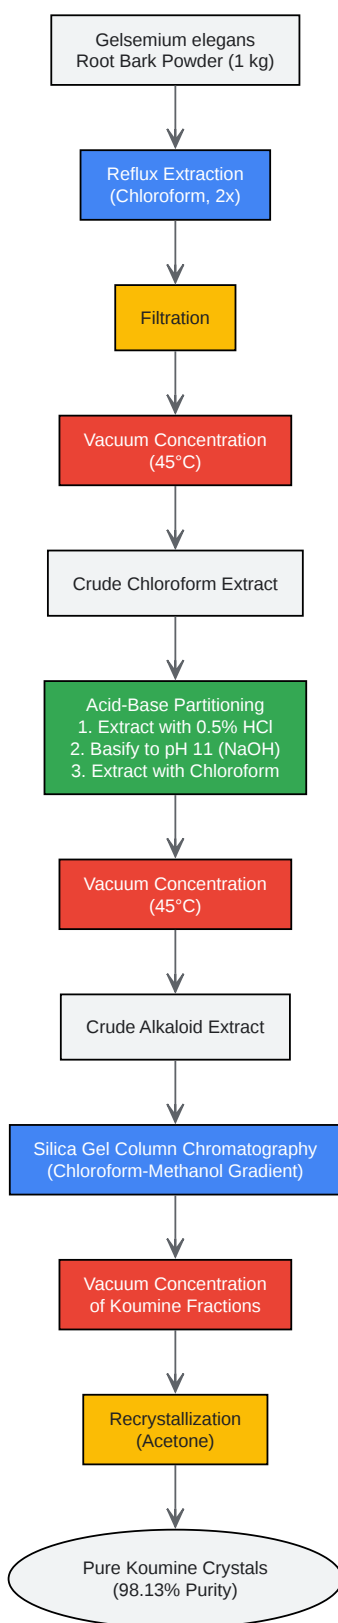 Gelsemium elegans
Root Bark Powder (1 kg)
Reflux Extraction
(Chloroform, 2x)
Filtration
Vacuum Concentration
(45°C)
Crude Chloroform Extract
Acid-Base Partitioning
1. Extract with 0.5% HCl
2. Basify to pH 11 (NaOH)
3. Extract with Chloroform
Vacuum Concentration
(45°C)
Crude Alkaloid Extract
Silica Gel Column Chromatography
(Chloroform-Methanol Gradient)
Vacuum Concentration
of Koumine Fractions
Recrystallization
(Acetone)
Pure Koumine Crystals
(98.13% Purity)